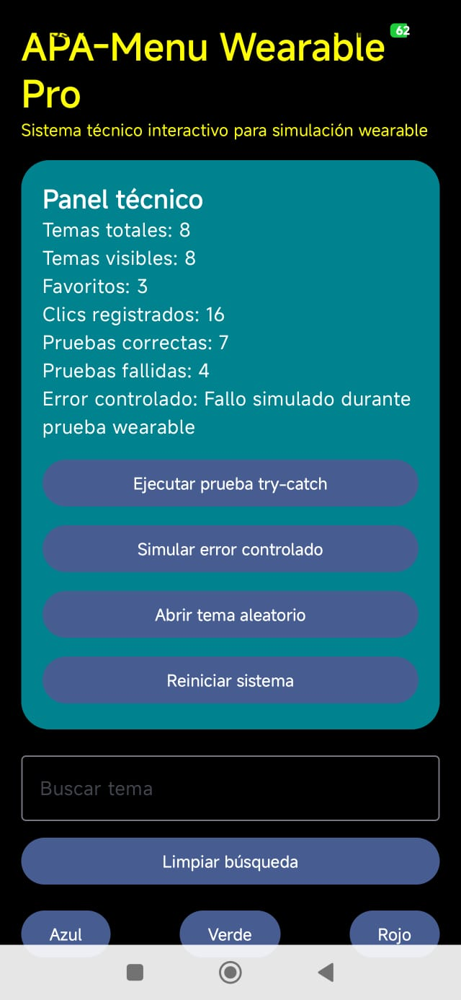 62
APA-Menu Wearable
Pro
Sistema técnico interactivo para simulación wearable
Panel técnico
Temas totales: 8
Temas visibles: 8
Favoritos: 3
Clics registrados: 16
Pruebas correctas: 7
Pruebas fallidas: 4
Error controlado: Fallo simulado durante
prueba wearable
Ejecutar prueba try-catch
Simular error controlado
Abrir tema aleatorio
Reiniciar sistema
Buscar tema
Limpiar búsqueda
Azul Verde Rojo